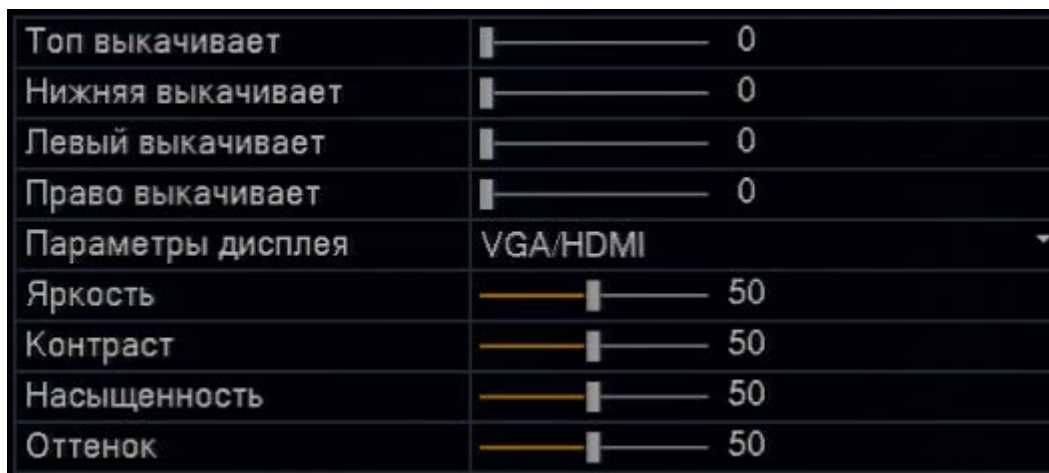 Топ выкачивает 0
Нижняя выкачивает 0
Левый выкачивает 0
Право выкачивает 0
Параметры дисплея VGA/HDMI
Яркость 50
Контраст 50
Насыщенность 50
Оттенок 50